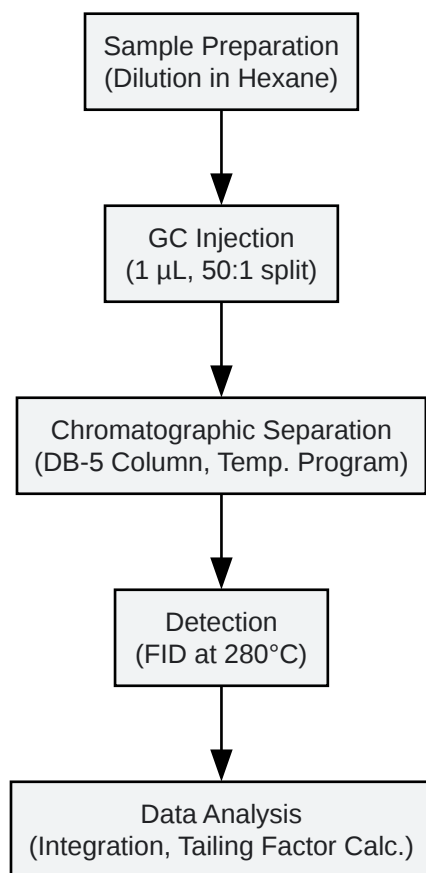 Sample Preparation
(Dilution in Hexane)
GC Injection
(1 µL, 50:1 split)
Chromatographic Separation
(DB-5 Column, Temp. Program)
Detection
(FID at 280°C)
Data Analysis
(Integration, Tailing Factor Calc.)